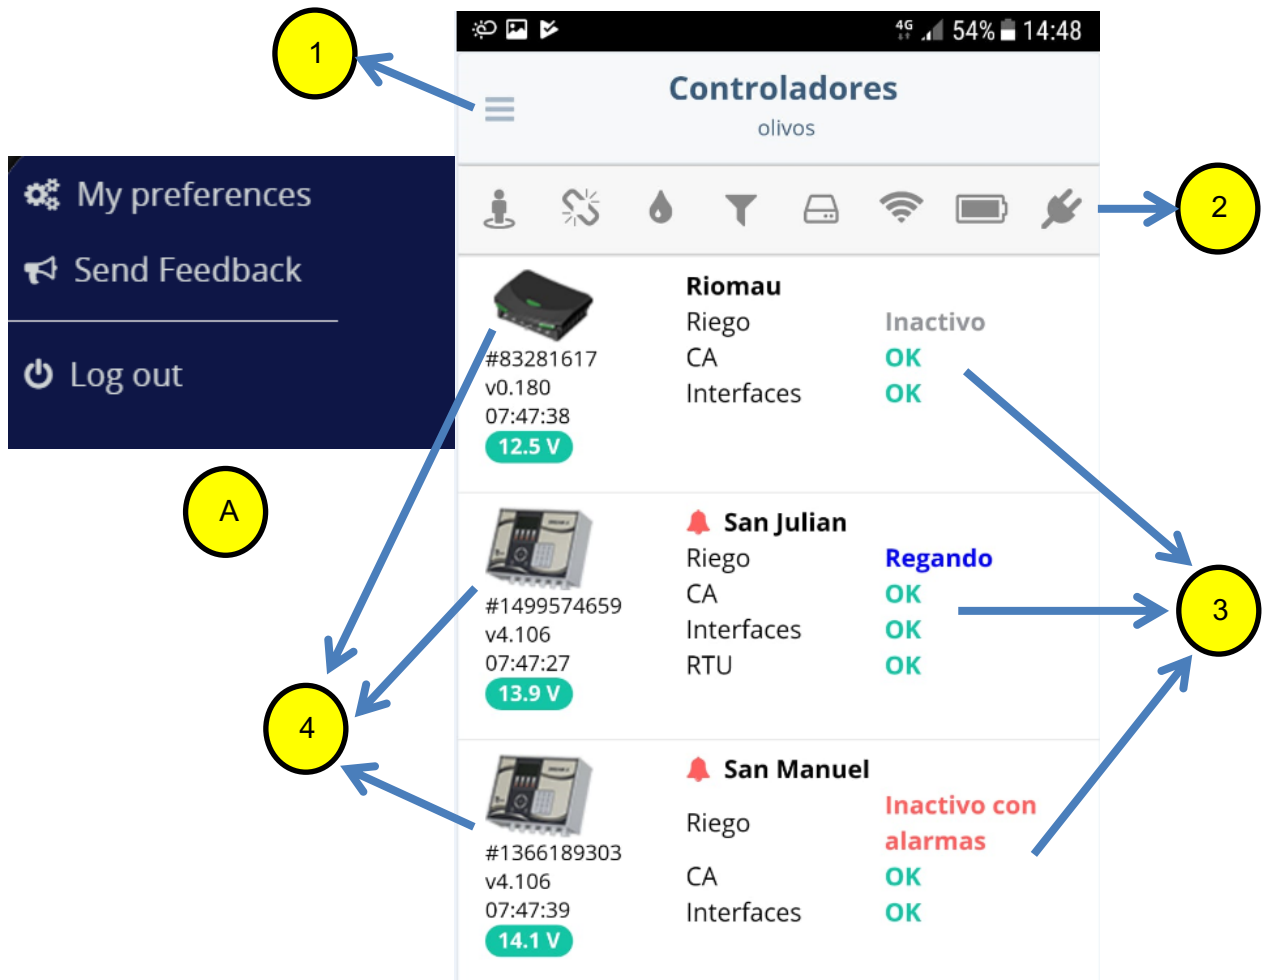 1
4G 54% 14:48
Controladores
olivos
My preferences
Send Feedback
Log out
A
2
Riomau
Riego Inactivo
CA OK
Interfaces OK
#83281617
v0.180
07:47:38
12.5 V
San Julian
Riego Regando
CA OK
Interfaces OK
RTU OK
#1499574659
v4.106
07:47:27
13.9 V
3
4
San Manuel
Riego Inactivo con
alarmas
CA OK
Interfaces OK
#1366189303
v4.106
07:47:39
14.1 V